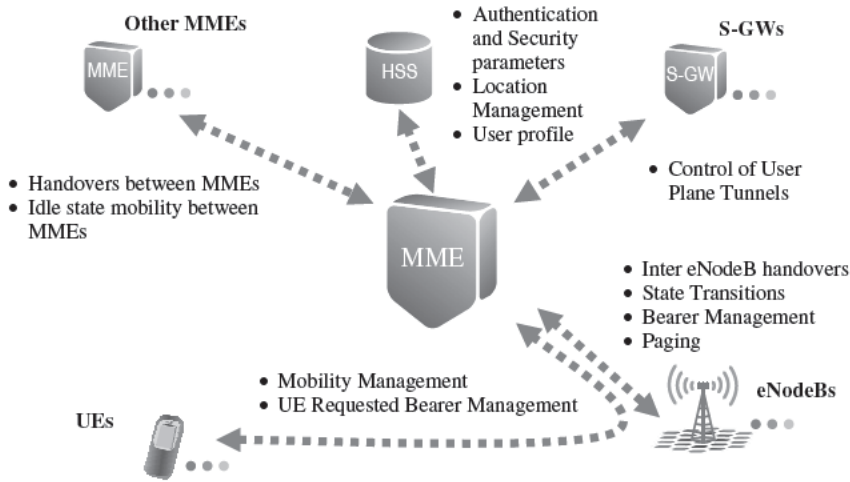 Other MMEs
MME
• Handovers between MMEs
• Idle state mobility between
MMEs
HSS
• Authentication
and Security
parameters
• Location
Management
• User profile
S-GWs
S-GW
• Control of User
Plane Tunnels
MME
• Inter eNodeB handovers
• State Transitions
• Bearer Management
• Paging
eNodeBs
• Mobility Management
• UE Requested Bearer Management
UEs